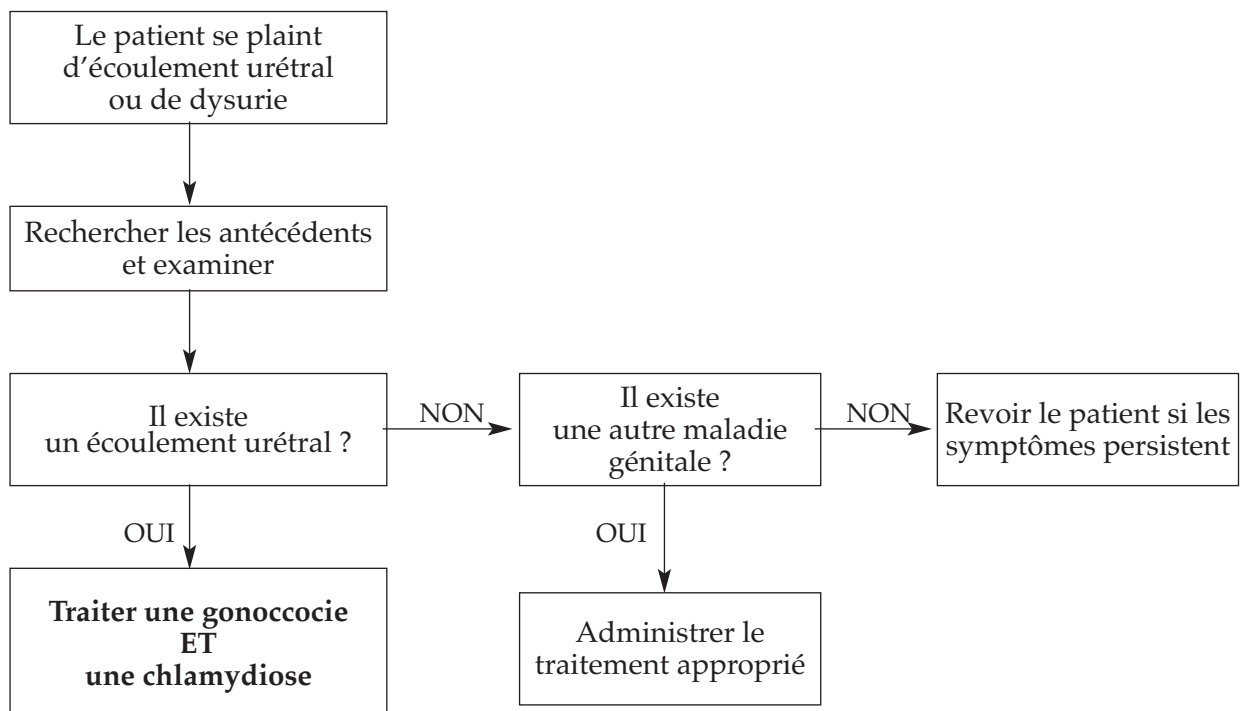 Le patient se plaint
d'écoulement urétral
ou de dysurie
Rechercher les antécédents
et examiner
Il existe
un écoulement urétral ?
NON
Il existe
une autre maladie
génitale ?
NON
Revoir le patient si les
symptômes persistent
OUI
OUI
Traiter une gonoccocie
ET
une chlamydiose
Administrer le
traitement approprié